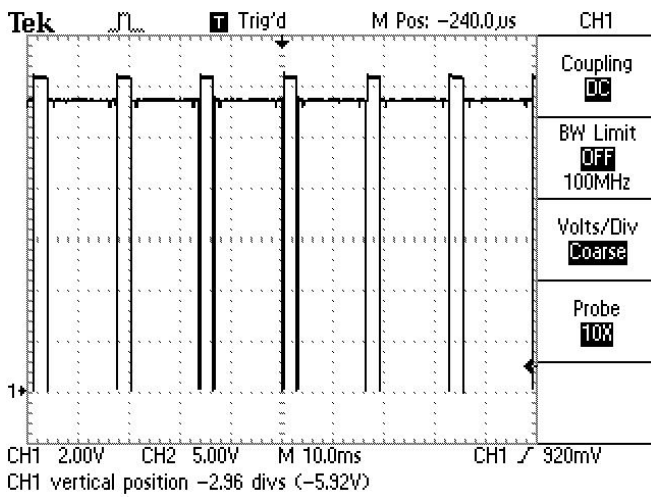 Tek T Trig'd M Pos: -240.0µs CH1
Coupling
DC
BW Limit
OFF
100MHz
Volts/Div
Coarse
Probe
10X
1
CH1 2.00V CH2 5.00V M 10.0ms CH1 920mV
CH1 vertical position -2.96 divs (-5.92V)